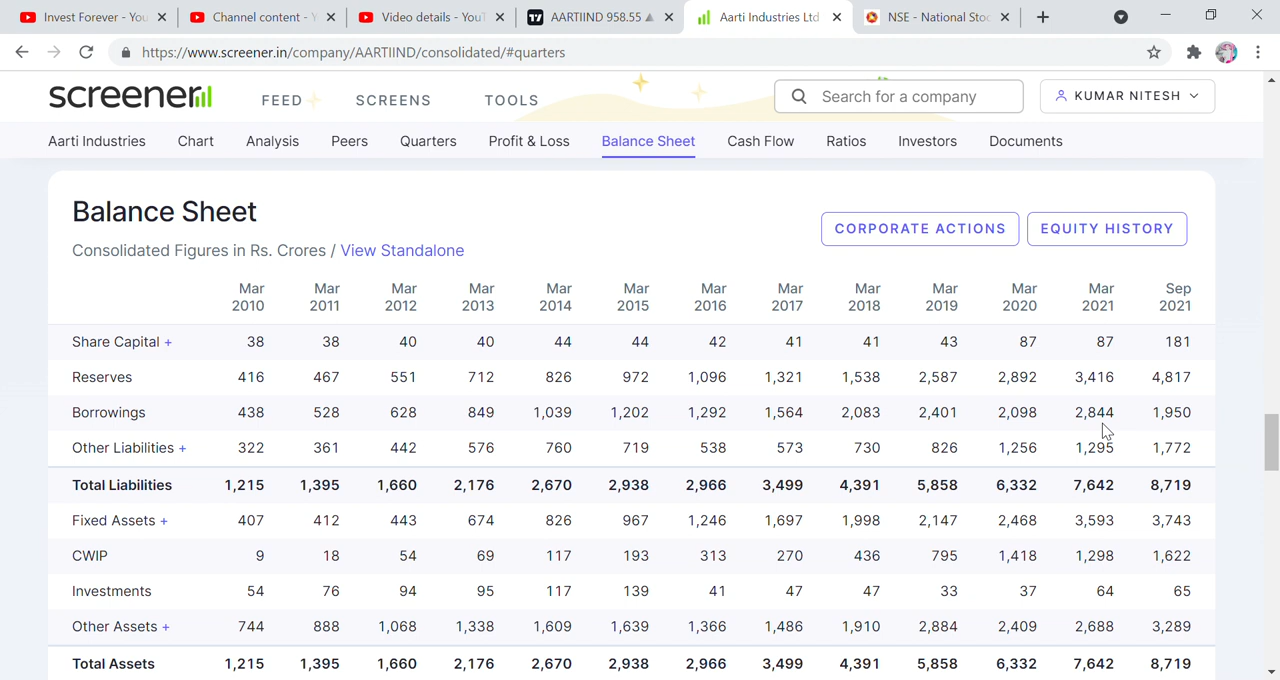 Invest Forever - You
Channel content - Y
Video details - YouT
AARTIIND 958.55
Aarti Industries Ltd
NSE - National Stoc
https://www.screener.in/company/AARTIIND/consolidated/#quarters
screener
FEED
SCREENS
TOOLS
Search for a company
KUMAR NITESH
Aarti Industries Chart Analysis Peers Quarters Profit & Loss Balance Sheet Cash Flow Ratios Investors Documents
Balance Sheet
CORPORATE ACTIONS
EQUITY HISTORY
Consolidated Figures in Rs. Crores / View Standalone
Mar Mar Mar Mar Mar Mar Mar Mar Mar Mar Mar Mar Sep
2010 2011 2012 2013 2014 2015 2016 2017 2018 2019 2020 2021 2021
Share Capital + 38 38 40 40 44 44 42 41 41 43 87 87 181
Reserves 416 467 551 712 826 972 1,096 1,321 1,538 2,587 2,892 3,416 4,817
Borrowings 438 528 628 849 1,039 1,202 1,292 1,564 2,083 2,401 2,098 2,844 1,950
Other Liabilities + 322 361 442 576 760 719 538 573 730 826 1,256 1,295 1,772
Total Liabilities 1,215 1,395 1,660 2,176 2,670 2,938 2,966 3,499 4,391 5,858 6,332 7,642 8,719
Fixed Assets + 407 412 443 674 826 967 1,246 1,697 1,998 2,147 2,468 3,593 3,743
CWIP 9 18 54 69 117 193 313 270 436 795 1,418 1,298 1,622
Investments 54 76 94 95 117 139 41 47 47 33 37 64 65
Other Assets + 744 888 1,068 1,338 1,609 1,639 1,366 1,486 1,910 2,884 2,409 2,688 3,289
Total Assets 1,215 1,395 1,660 2,176 2,670 2,938 2,966 3,499 4,391 5,858 6,332 7,642 8,719